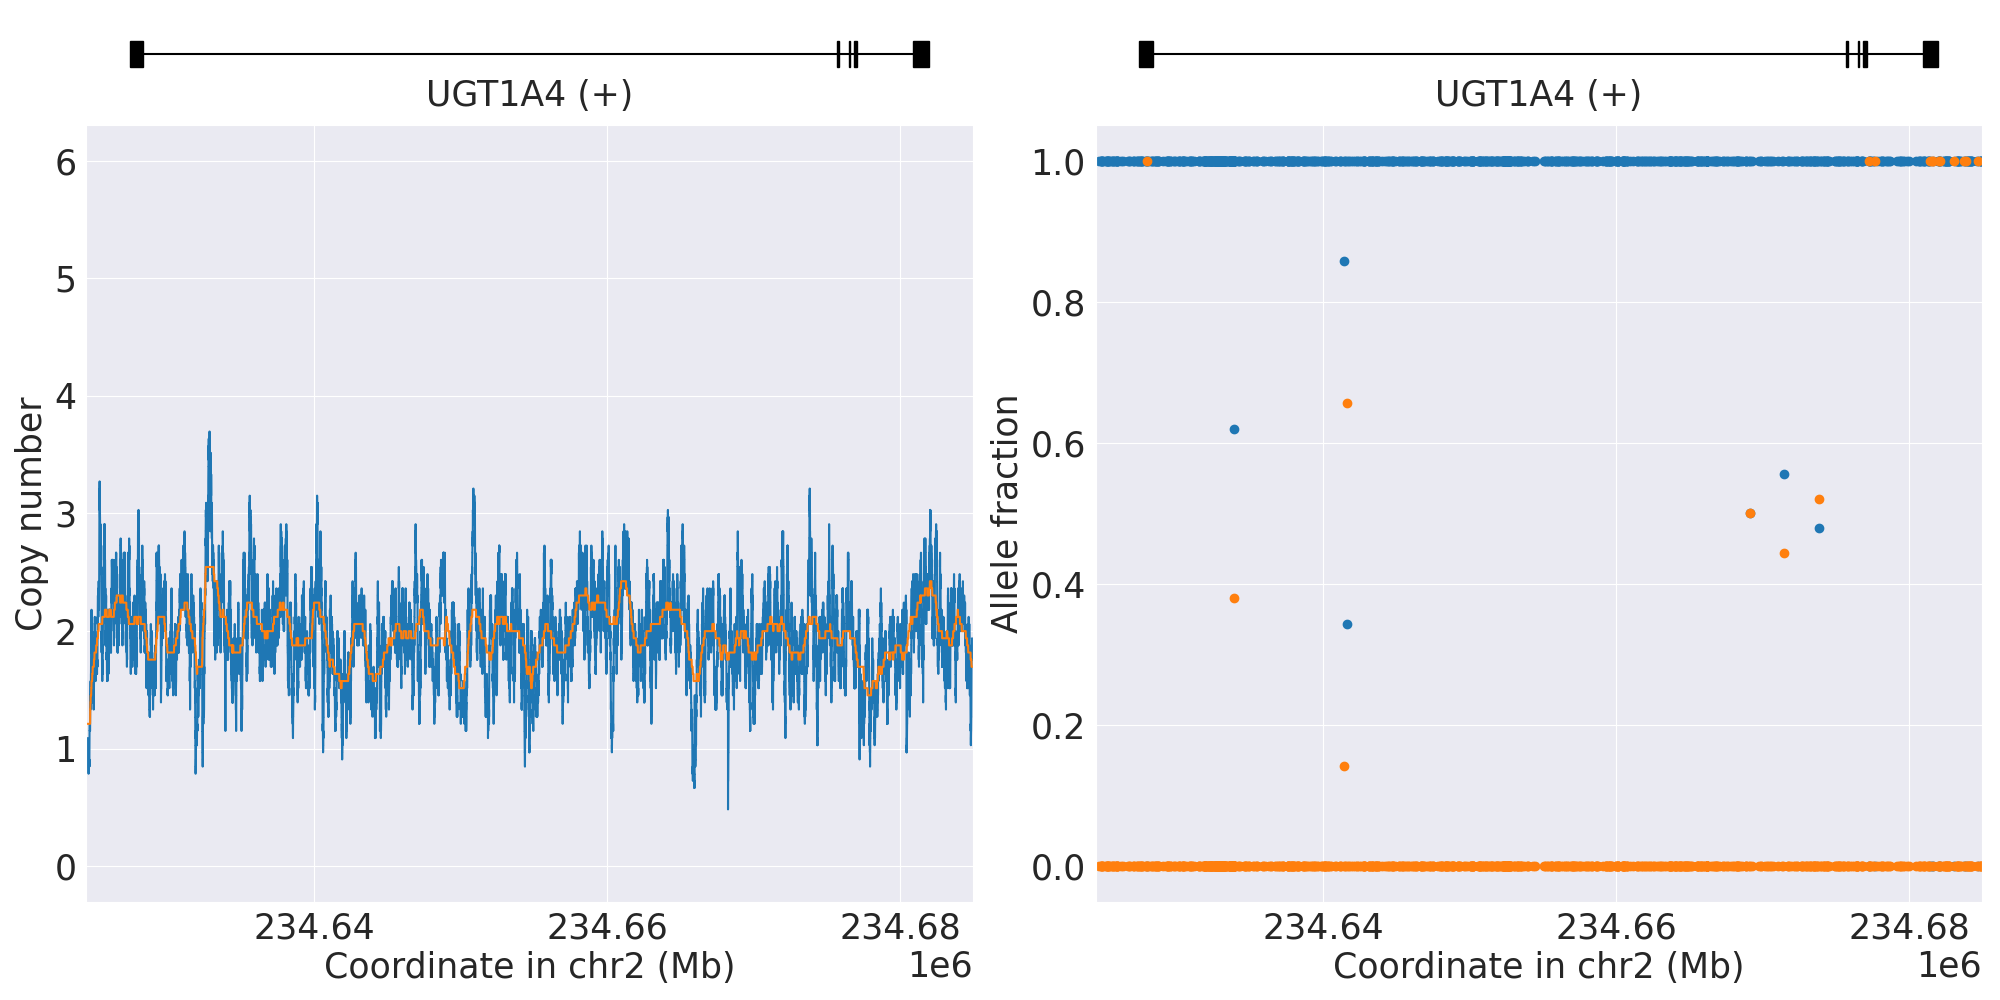 UGT1A4 (+)
6
5
4
3
2
1
0
Copy number
234.64 234.66 234.68
1e6
Coordinate in chr2 (Mb)
UGT1A4 (+)
1.0
0.8
0.6
0.4
0.2
0.0
Allele fraction
234.64 234.66 234.68
1e6
Coordinate in chr2 (Mb)